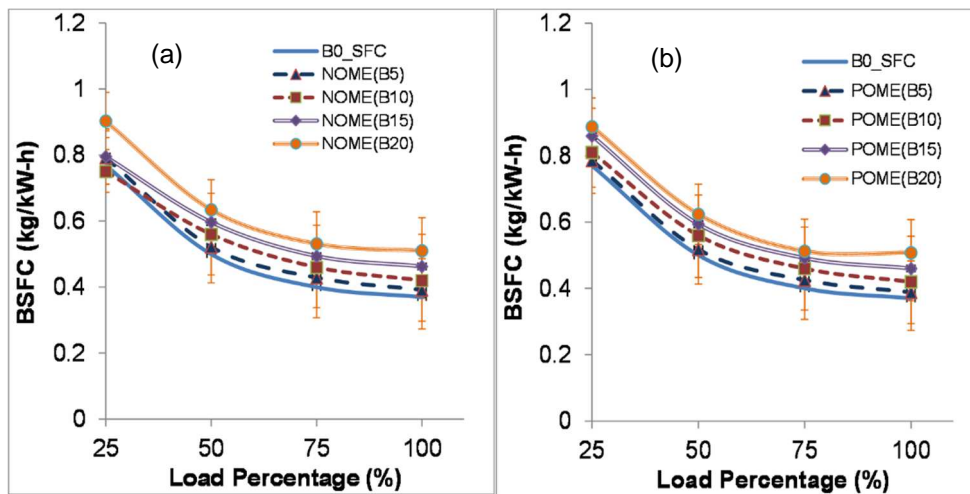 (a)
1.2
1
0.8
0.6
0.4
0.2
0
BSFC (kg/kW-h)
25 50 75 100
Load Percentage (%)
B0_SFC
NOME(B5)
NOME(B10)
NOME(B15)
NOME(B20)
(b)
1.2
1
0.8
0.6
0.4
0.2
0
BSFC (kg/kW-h)
25 50 75 100
Load Percentage (%)
B0_SFC
POME(B5)
POME(B10)
POME(B15)
POME(B20)